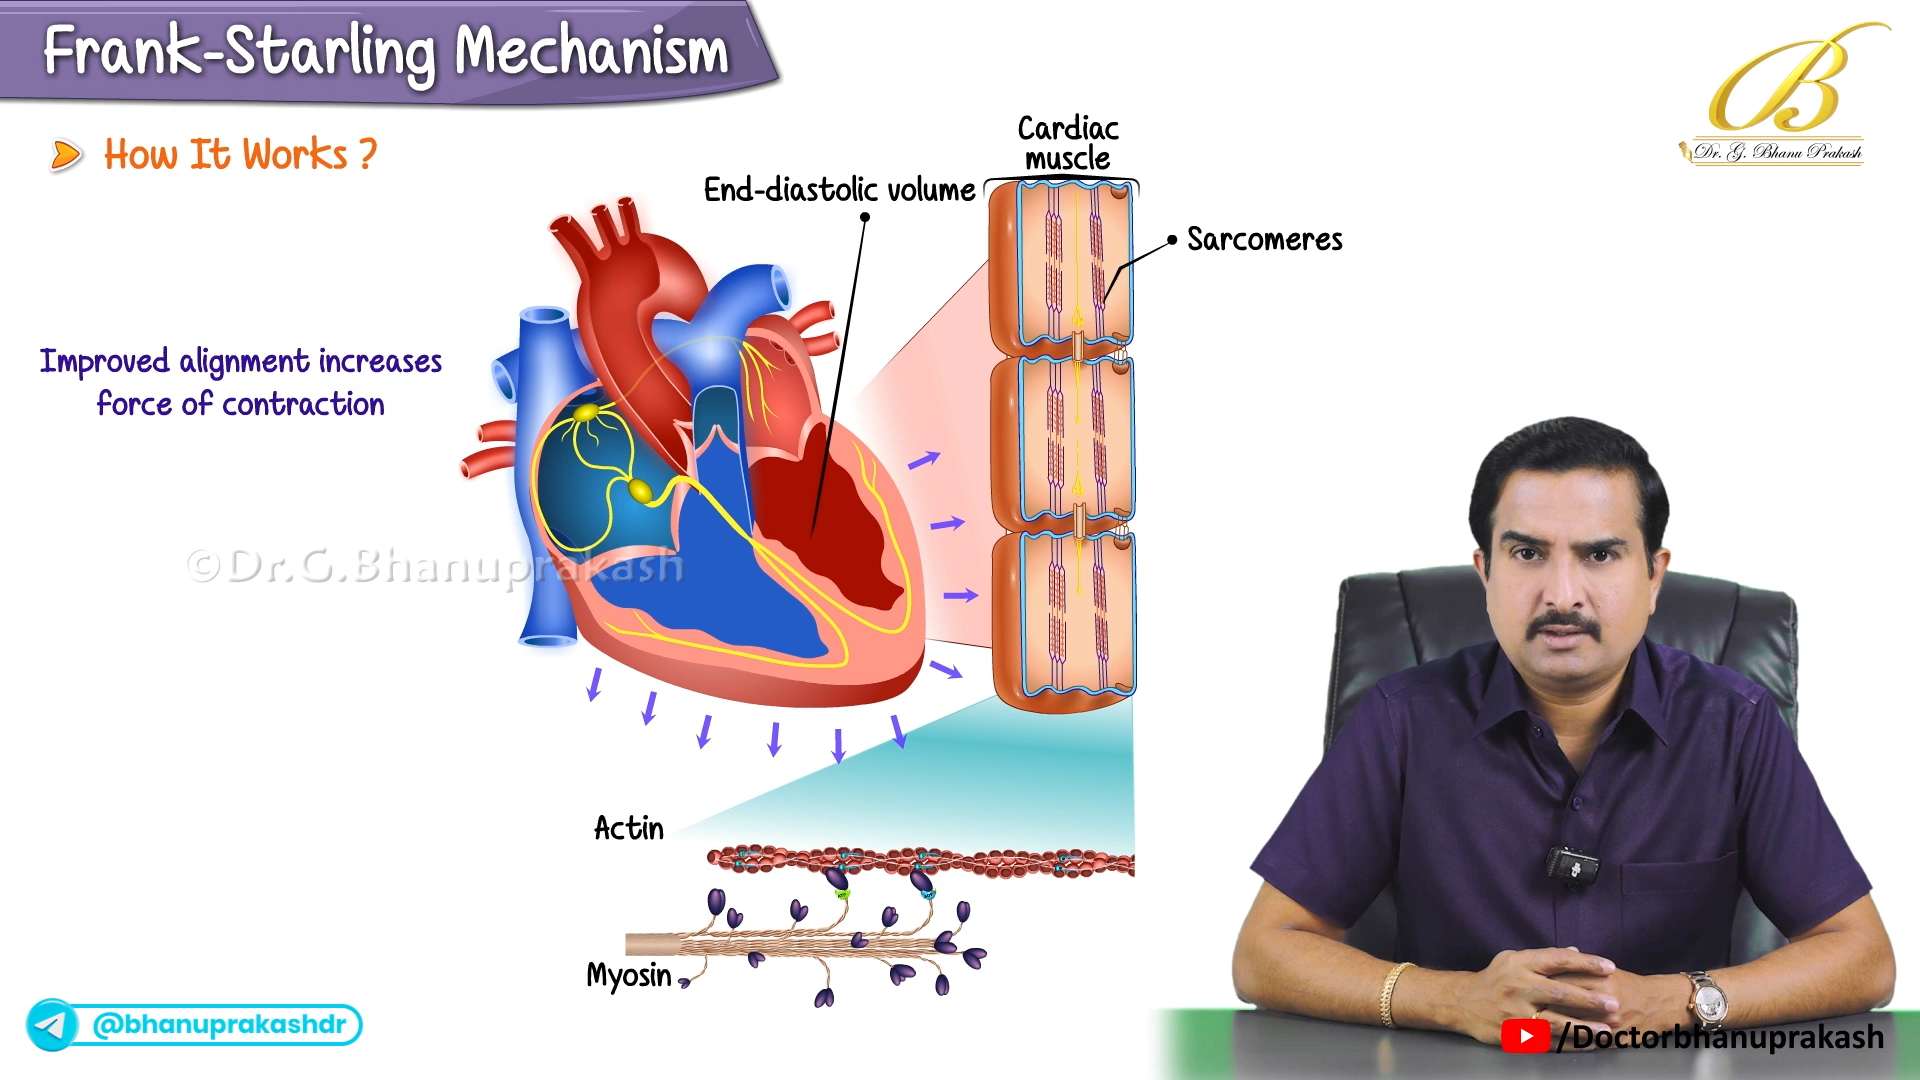 Frank-Starling Mechanism
How It Works ?
Cardiac
muscle
End-diastolic volume
Sarcomeres
Improved alignment increases
force of contraction
©Dr.G.Bhanuprakash
Actin
Myosin
B
Dr. G. Bhanu Prakash
@bhanuprakashdr
/Doctorbhanuprakash